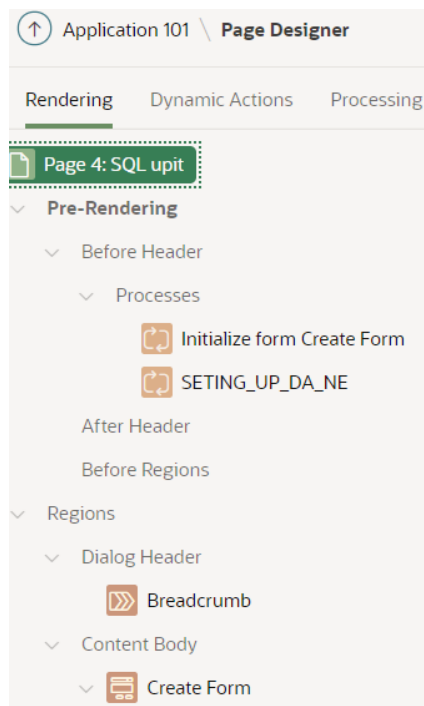 Application 101 \ Page Designer
Rendering Dynamic Actions Processing
Page 4: SQL upit
Pre-Rendering
Before Header
Processes
Initialize form Create Form
SETING_UP_DA_NE
After Header
Before Regions
Regions
Dialog Header
Breadcrumb
Content Body
Create Form